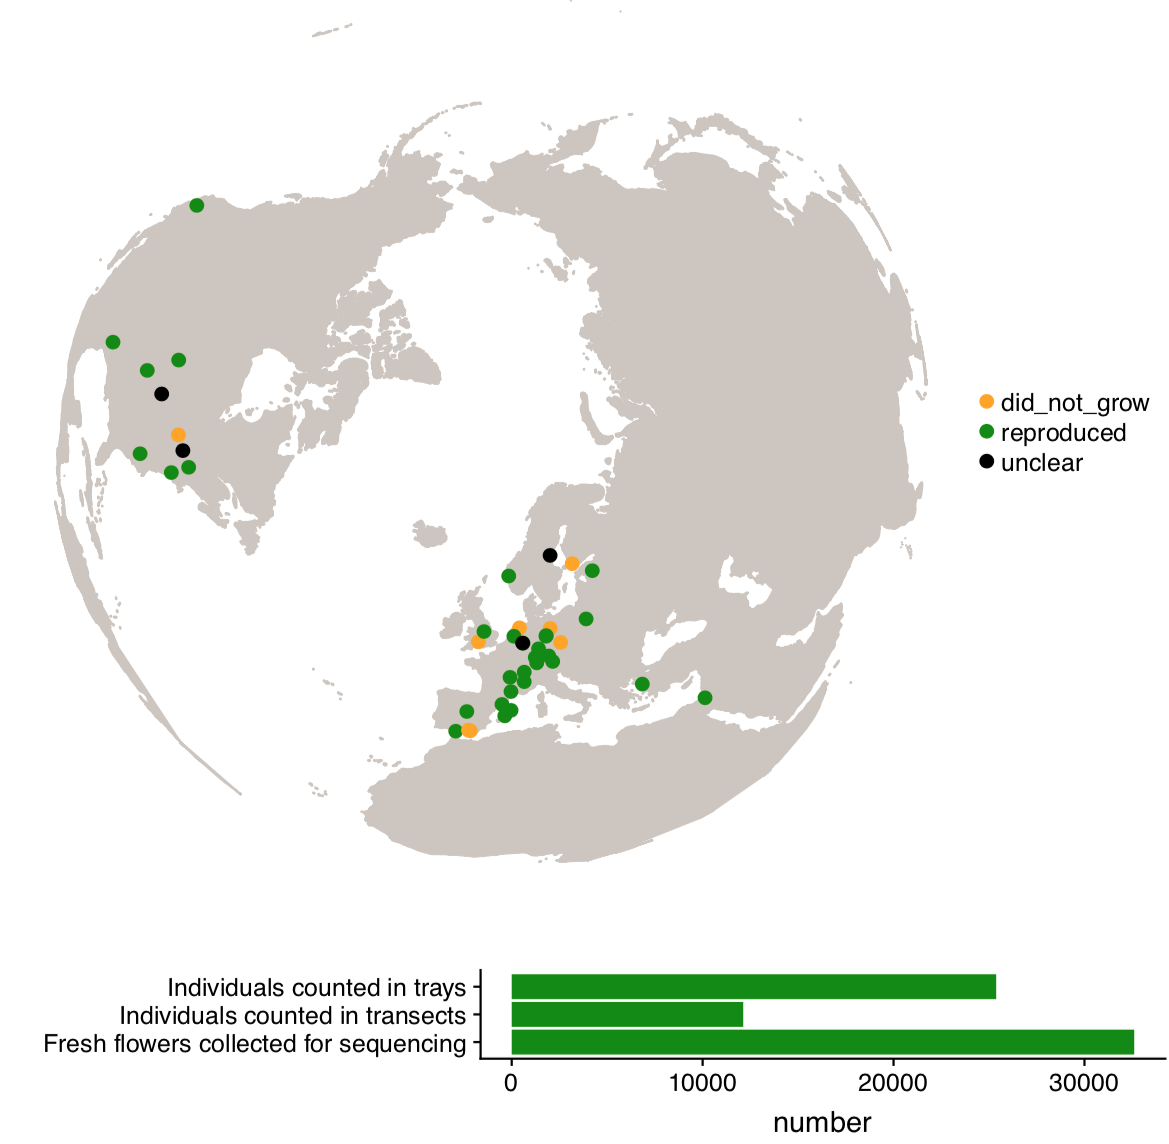 did_not_grow
reproduced
unclear
Individuals counted in trays
Individuals counted in transects
Fresh flowers collected for sequencing
0 10000 20000 30000
number